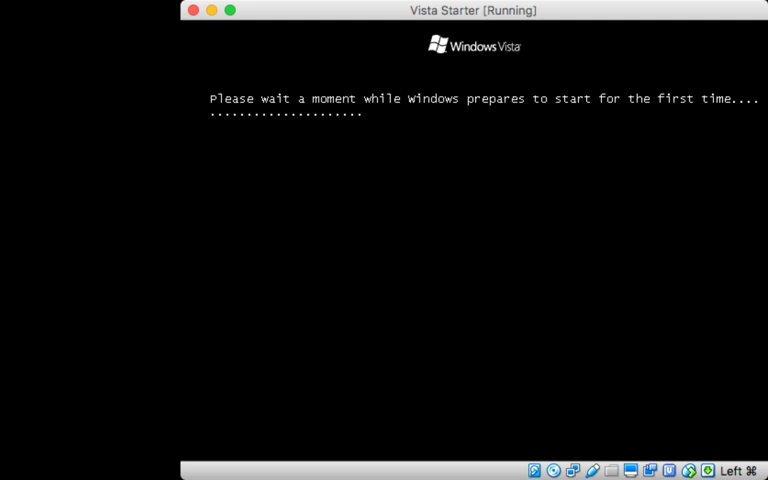 Vista Starter [Running]
Windows Vista
Please wait a moment while Windows prepares to start for the first time....
.....................
Left ⌘